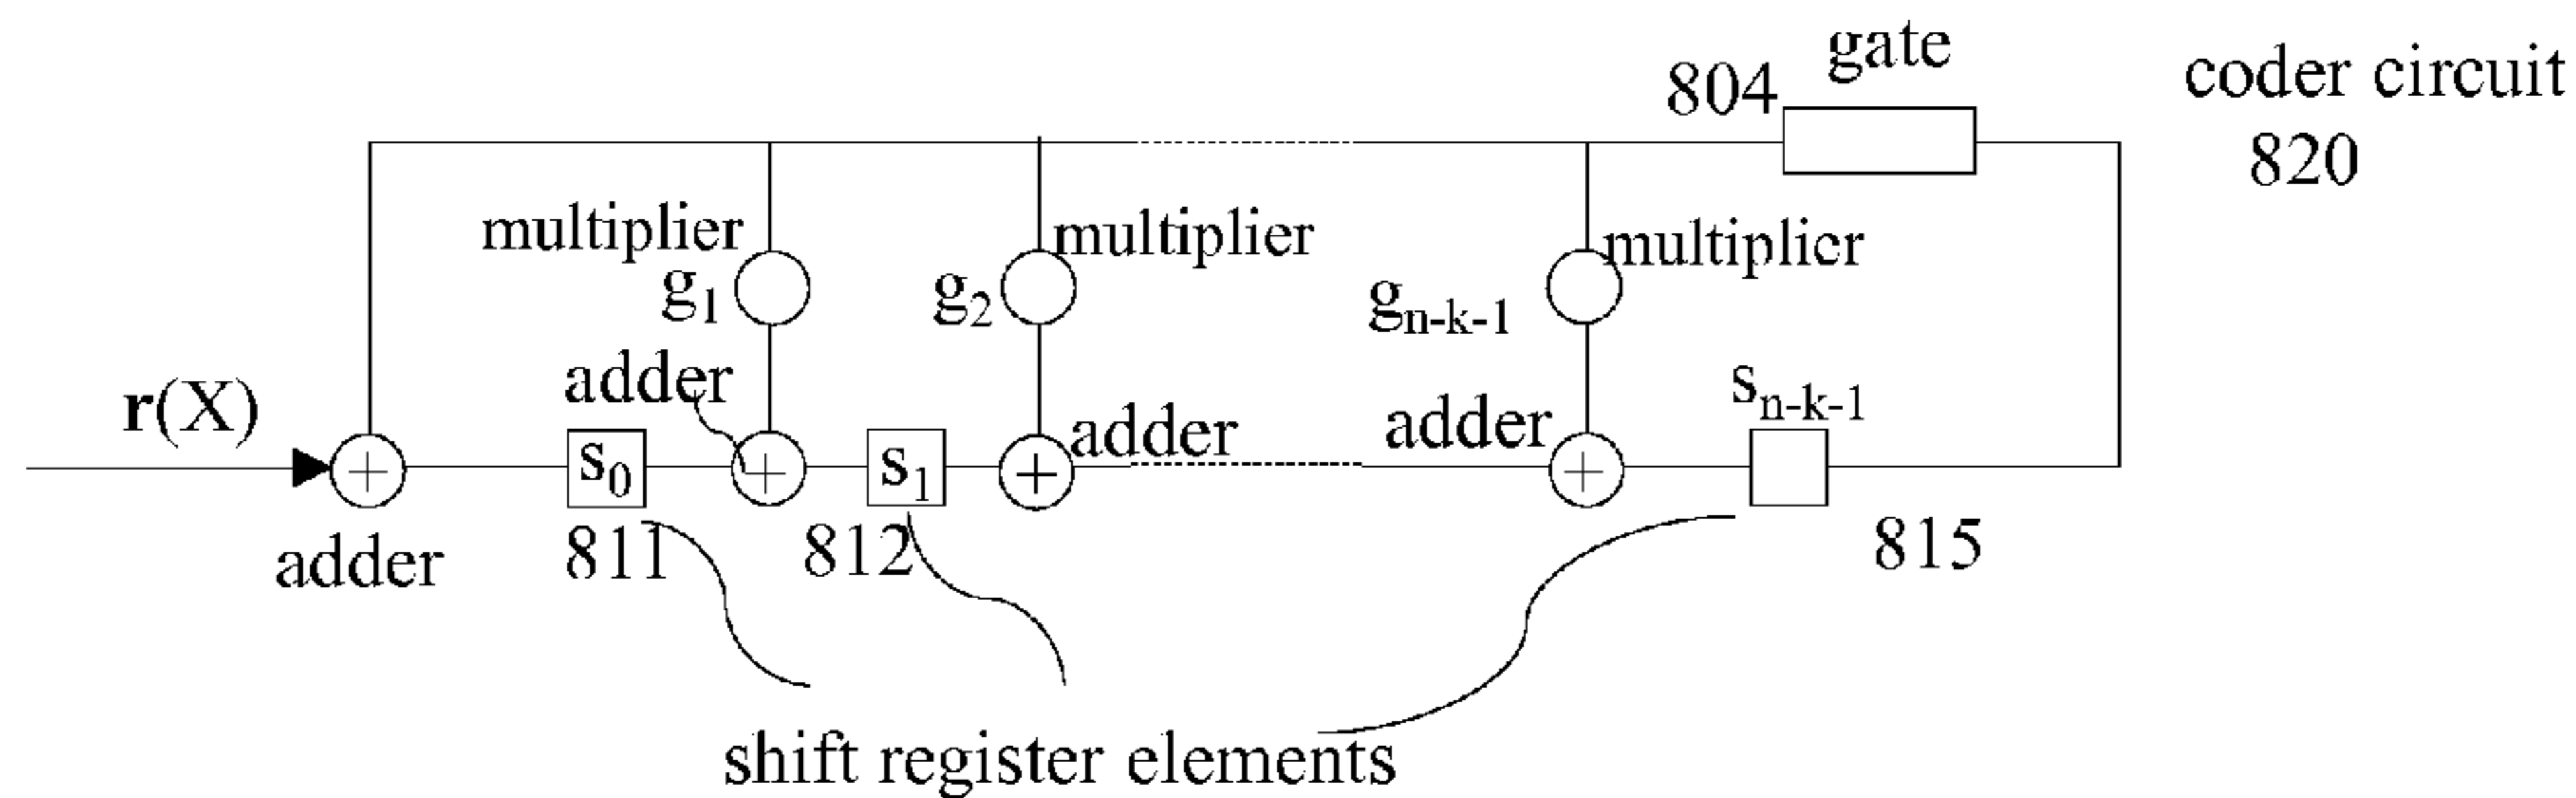 gate
804
coder circuit
820
multiplier
g1
multiplier
g2
multiplier
gn-k-1
r(X)
adder
adder
adder
adder
s0
s1
sn-k-1
+
+
+
+
811
812
815
shift register elements